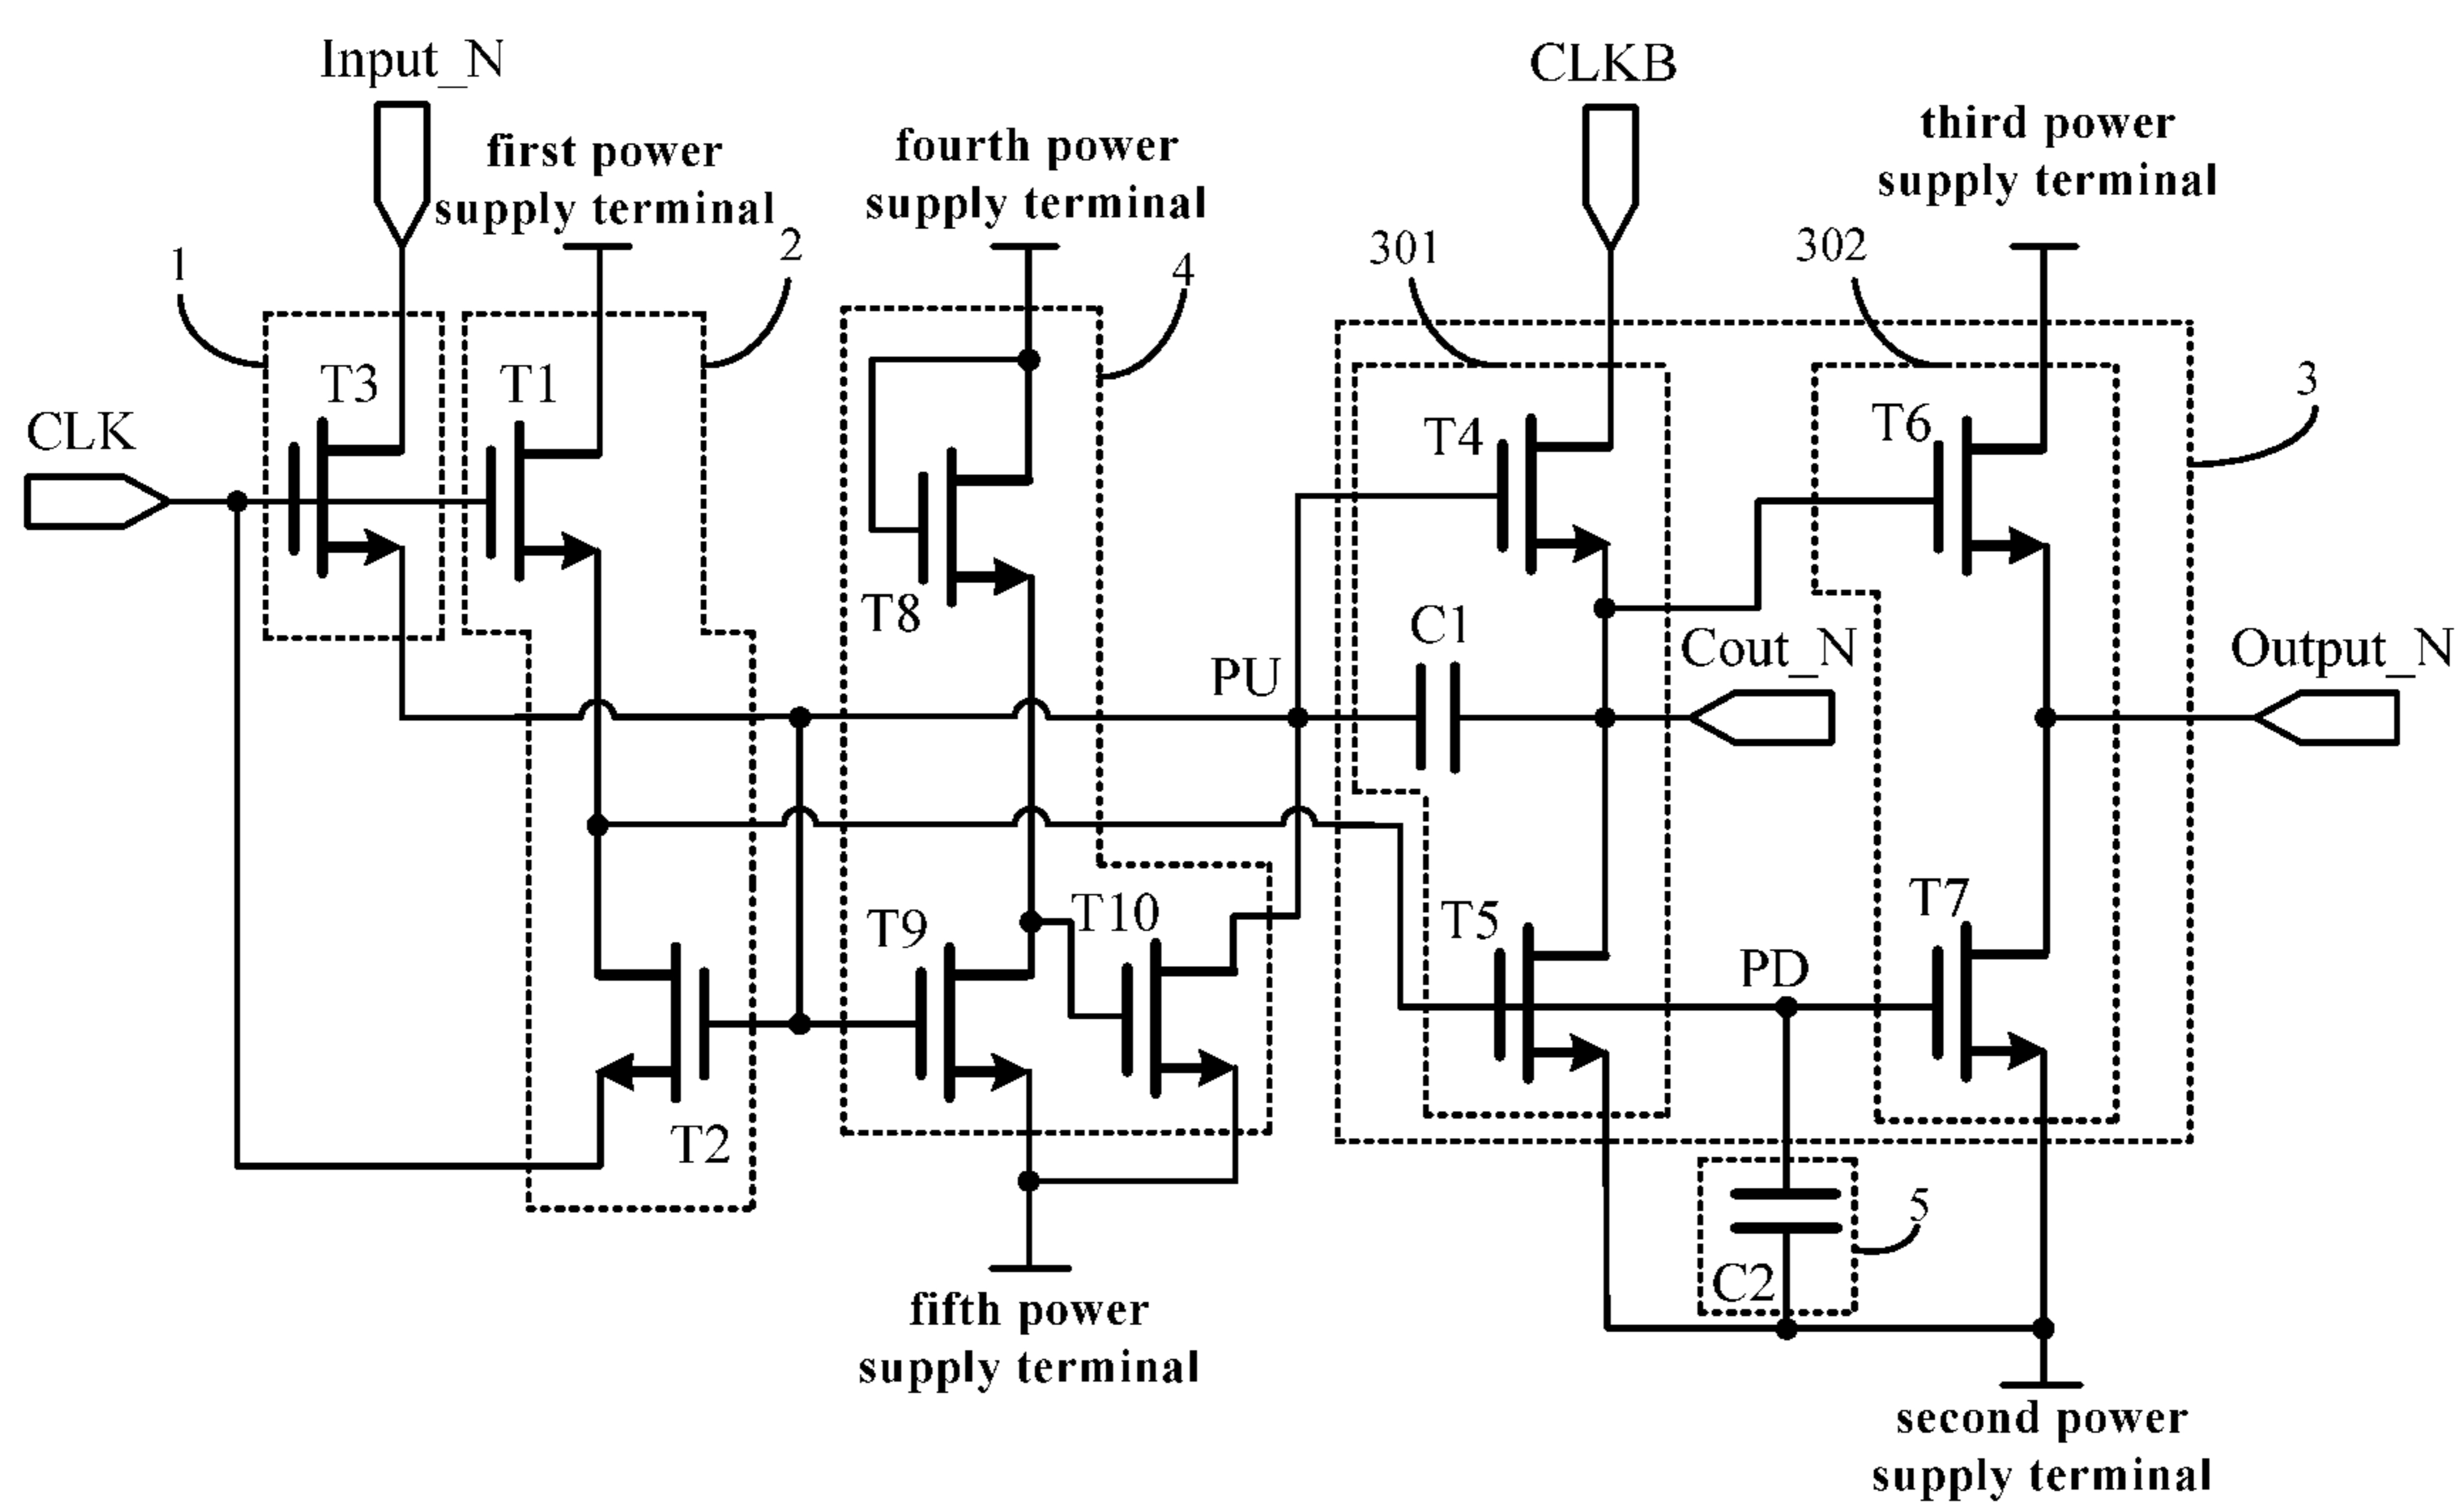 Input_N
CLKB
first power
supply terminal
fourth power
supply terminal
third power
supply terminal
1
2
4
301
302
3
CLK
T3
T1
T8
T4
T6
C1
PU
Cout_N
Output_N
T9
T10
T5
PD
T7
T2
5
C2
fifth power
supply terminal
second power
supply terminal